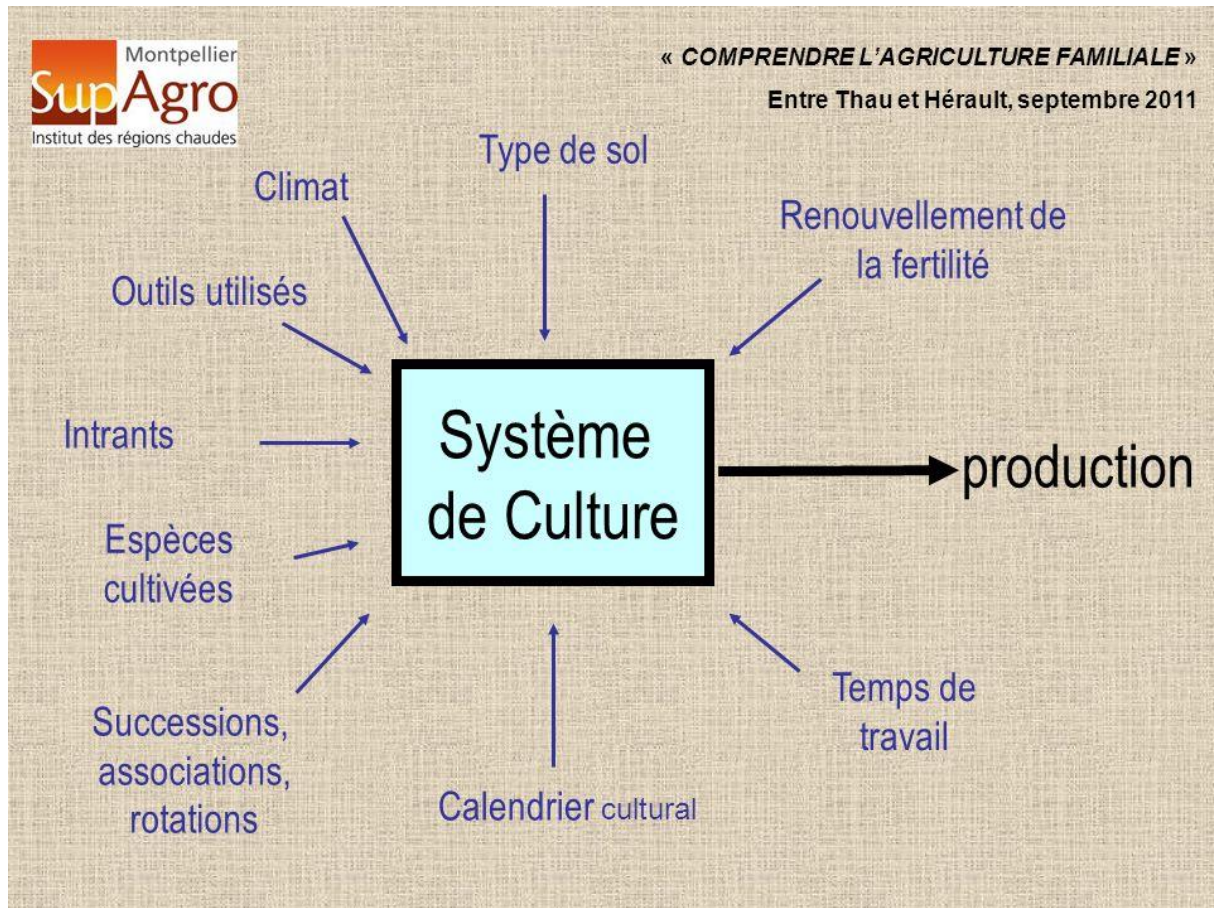 Montpellier
SupAgro
Institut des régions chaudes
« COMPRENDRE L'AGRICULTURE FAMILIALE »
Entre Thau et Hérault, septembre 2011
Type de sol
Climat
Renouvellement de
la fertilité
Outils utilisés
Intrants
Système
de Culture
production
Espèces
cultivées
Successions,
associations,
rotations
Calendrier cultural
Temps de
travail